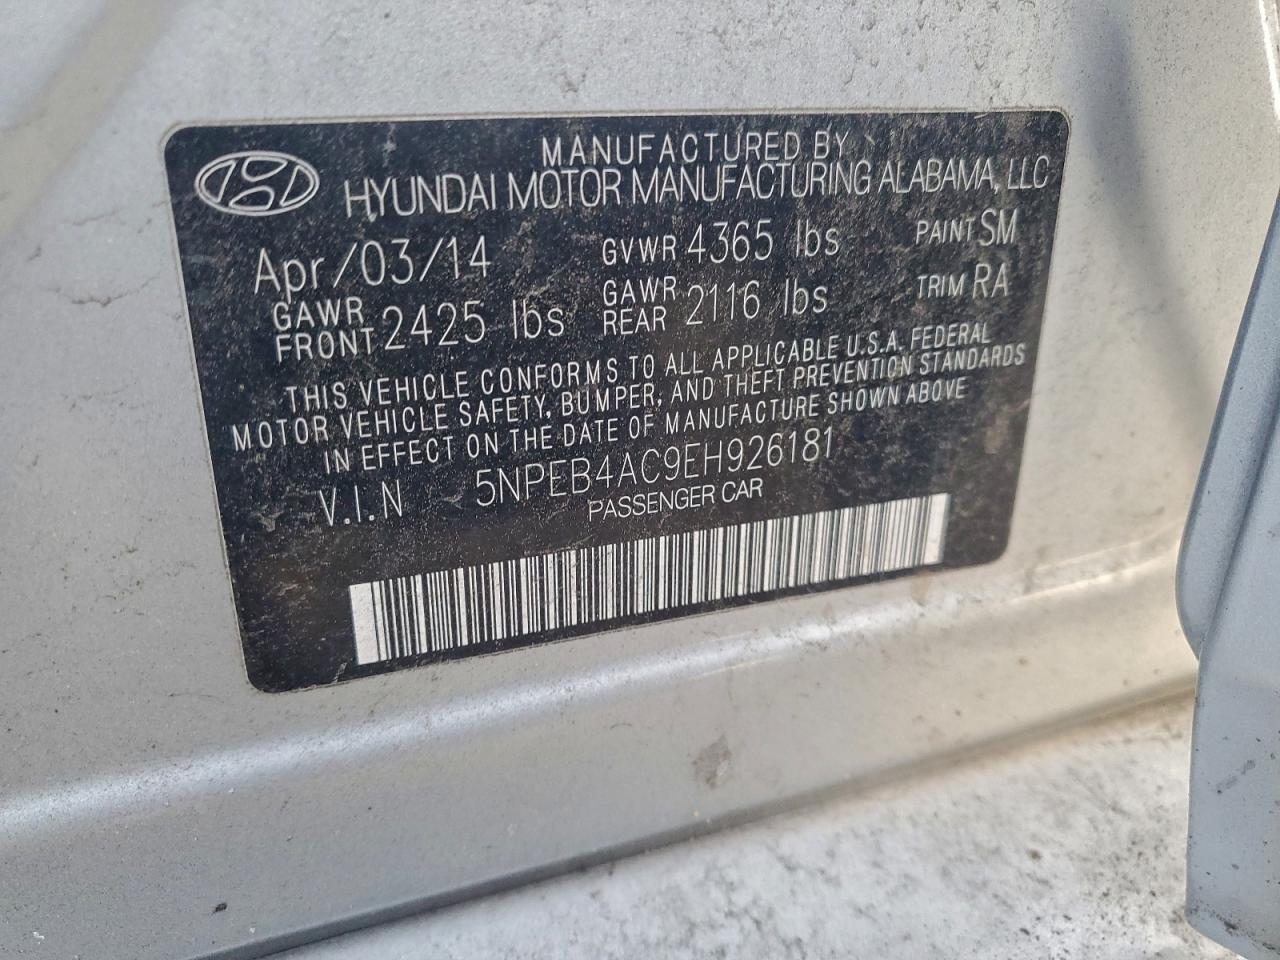 MANUFACTURED BY
HYUNDAI MOTOR MANUFACTURING ALABAMA, LLC
Apr/03/14 GVWR 4365 lbs PAINT SM
GAWR FRONT 2425 lbs GAWR REAR 2116 lbs TRIM RA
THIS VEHICLE CONFORMS TO ALL APPLICABLE U.S.A. FEDERAL
MOTOR VEHICLE SAFETY, BUMPER, AND THEFT PREVENTION STANDARDS
IN EFFECT ON THE DATE OF MANUFACTURE SHOWN ABOVE
V.I.N 5NPEB4AC9EH926181
PASSENGER CAR